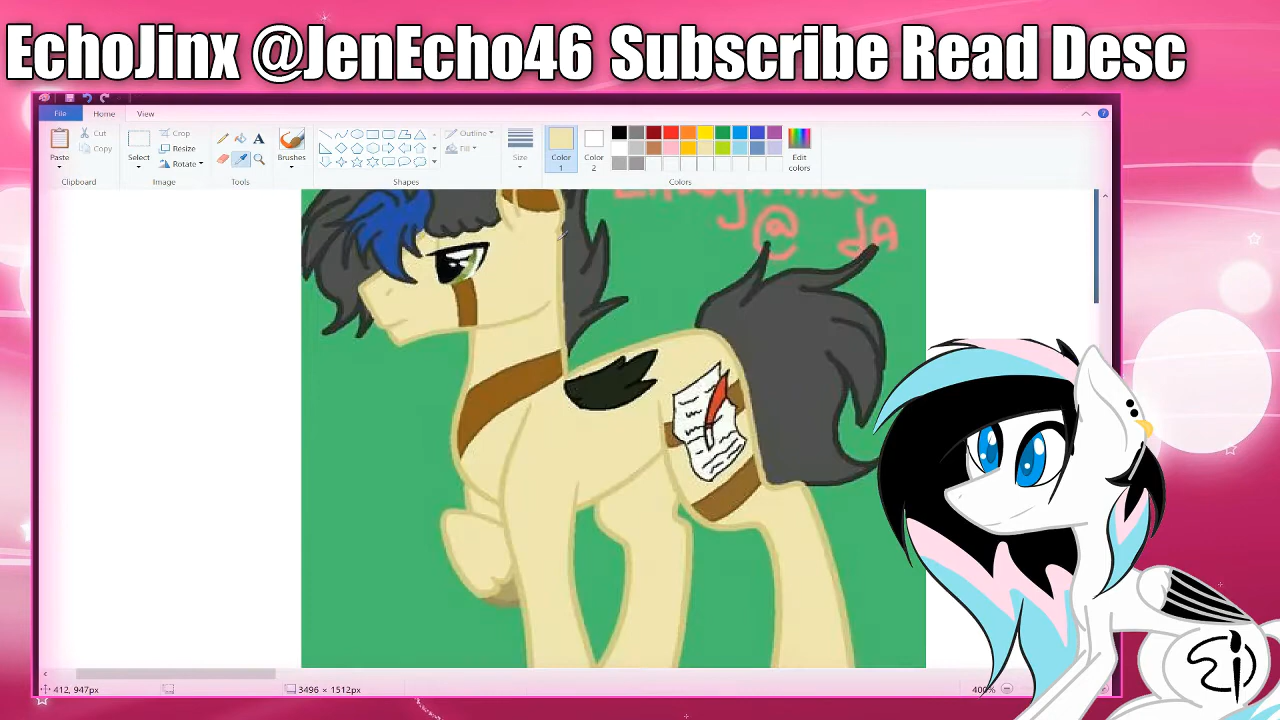 EchoJinx @JenEcho46 Subscribe Read Desc
File Home View
Paste
Cut
Copy
Clipboard
Select
Crop
Resize
Rotate
Image
A
Tools
Brushes
Outline
Fill
Shapes
Size
Color 1
Color 2
Edit colors
Colors
@ dA
412, 947px
3496 × 1512px
400%